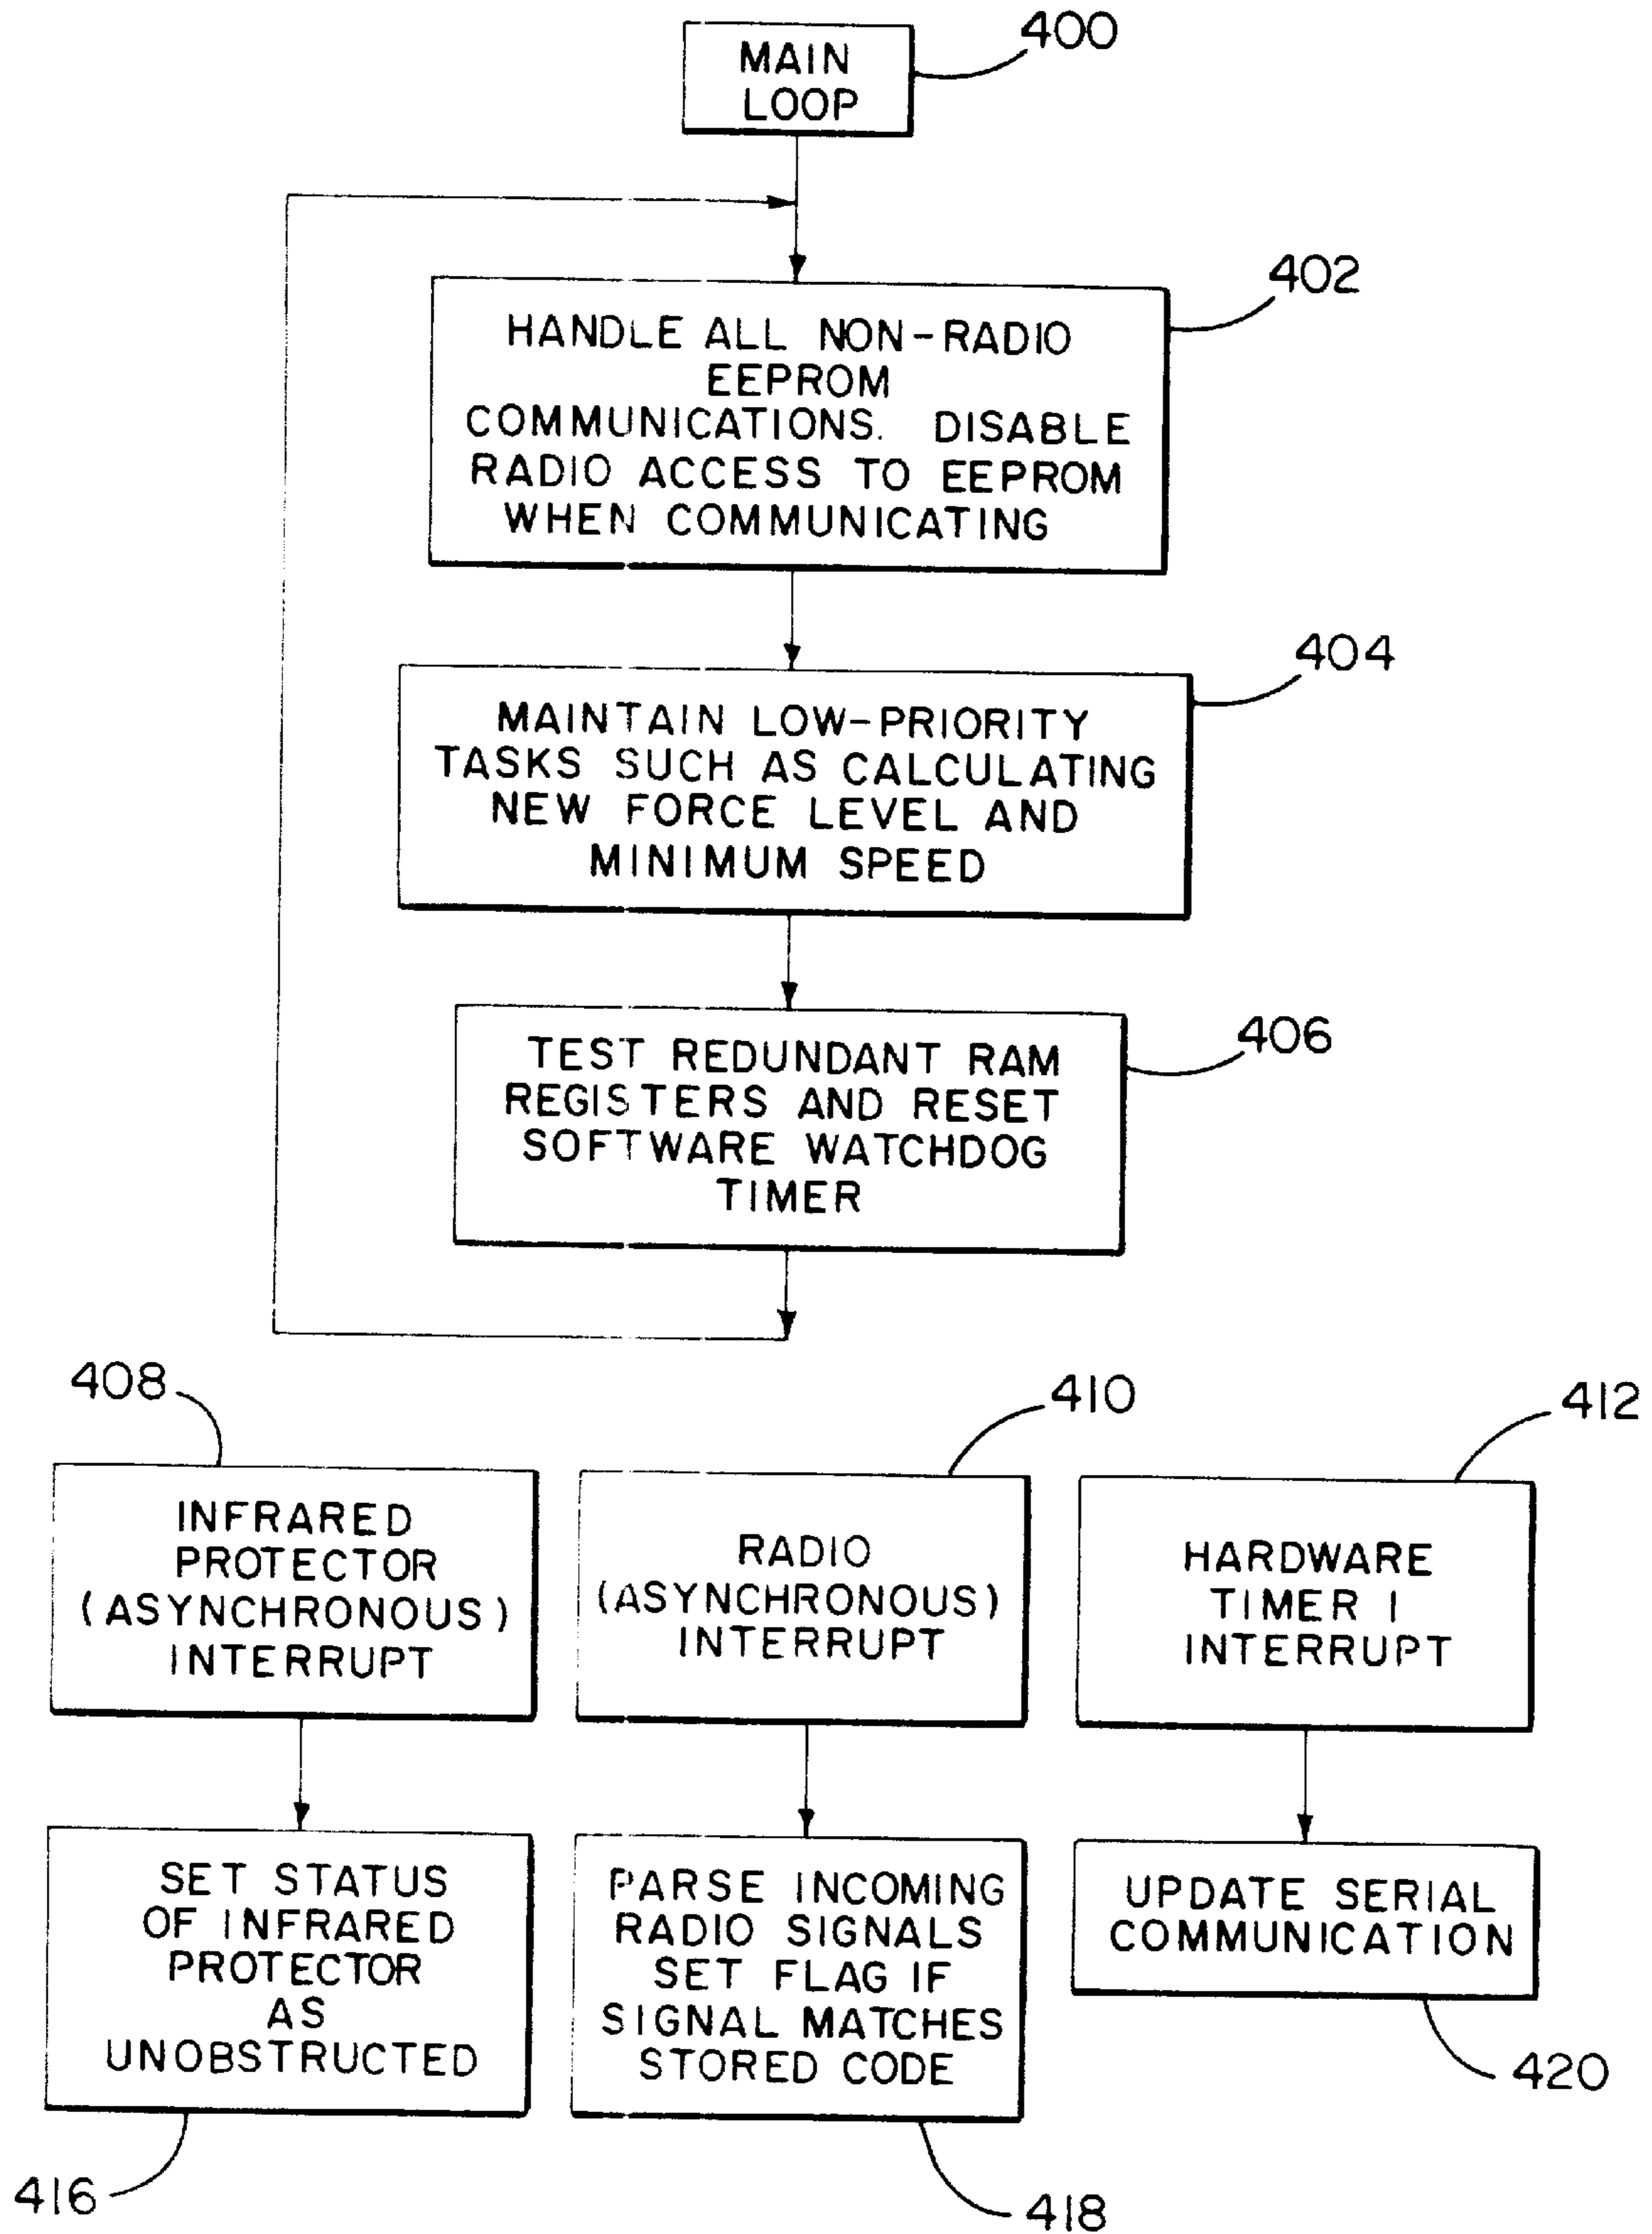 MAIN
LOOP
400
402
HANDLE ALL NON-RADIO
EEPROM
COMMUNICATIONS. DISABLE
RADIO ACCESS TO EEPROM
WHEN COMMUNICATING
404
MAINTAIN LOW-PRIORITY
TASKS SUCH AS CALCULATING
NEW FORCE LEVEL AND
MINIMUM SPEED
406
TEST REDUNDANT RAM
REGISTERS AND RESET
SOFTWARE WATCHDOG
TIMER
408
INFRARED
PROTECTOR
(ASYNCHRONOUS)
INTERRUPT
410
RADIO
(ASYNCHRONOUS)
INTERRUPT
412
HARDWARE
TIMER 1
INTERRUPT
SET STATUS
OF INFRARED
PROTECTOR
AS
UNOBSTRUCTED
416
PARSE INCOMING
RADIO SIGNALS
SET FLAG IF
SIGNAL MATCHES
STORED CODE
418
UPDATE SERIAL
COMMUNICATION
420